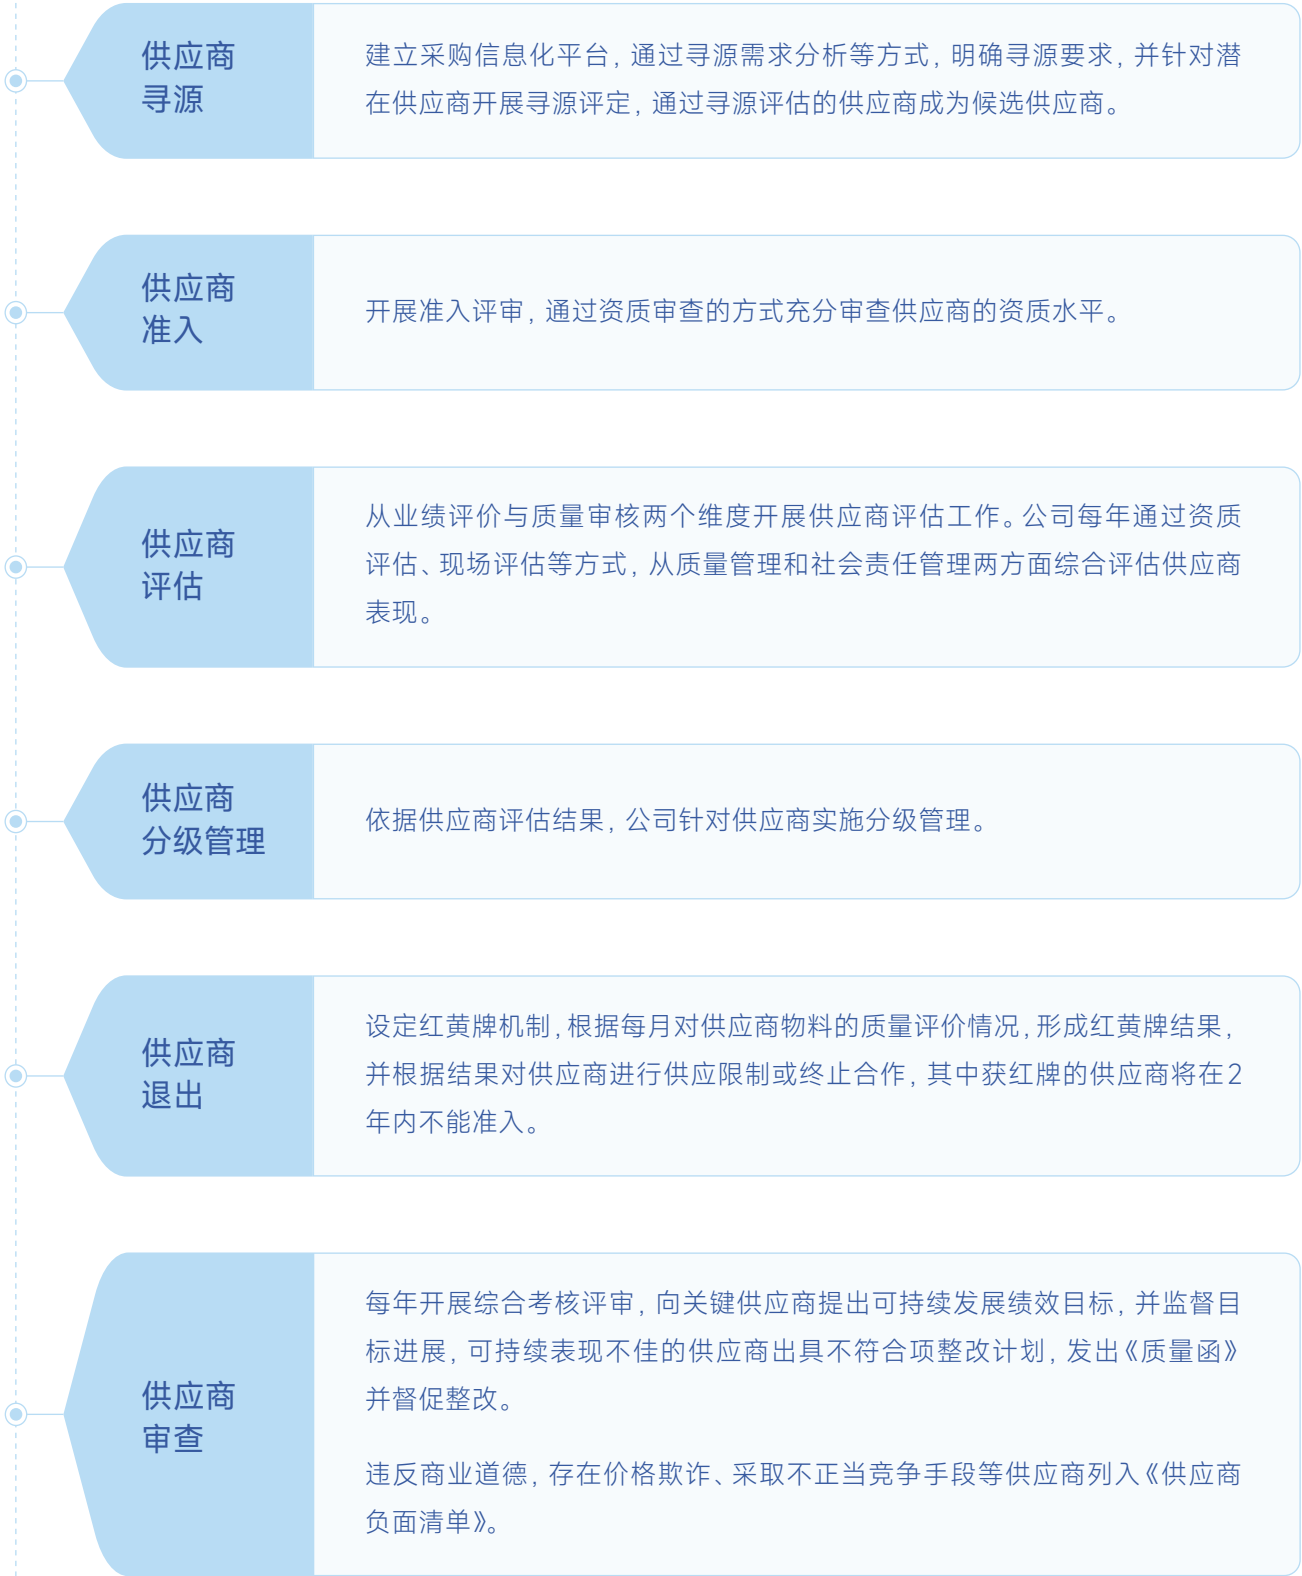 供应商
寻源
建立采购信息化平台，通过寻源需求分析等方式，明确寻源要求，并针对潜
在供应商开展寻源评定，通过寻源评估的供应商成为候选供应商。
供应商
准入
开展准入评审，通过资质审查的方式充分审查供应商的资质水平。
供应商
评估
从业绩评价与质量审核两个维度开展供应商评估工作。公司每年通过资质
评估、现场评估等方式，从质量管理和社会责任管理两方面综合评估供应商
表现。
供应商
分级管理
依据供应商评估结果，公司针对供应商实施分级管理。
供应商
退出
设定红黄牌机制，根据每月对供应商物料的质量评价情况，形成红黄牌结果，
并根据结果对供应商进行供应限制或终止合作，其中获红牌的供应商将在2
年内不能准入。
供应商
审查
每年开展综合考核评审，向关键供应商提出可持续发展绩效目标，并监督目
标进展，可持续表现不佳的供应商出具不符合项整改计划，发出《质量函》
并督促整改。
违反商业道德，存在价格欺诈、采取不正当竞争手段等供应商列入《供应商
负面清单》。